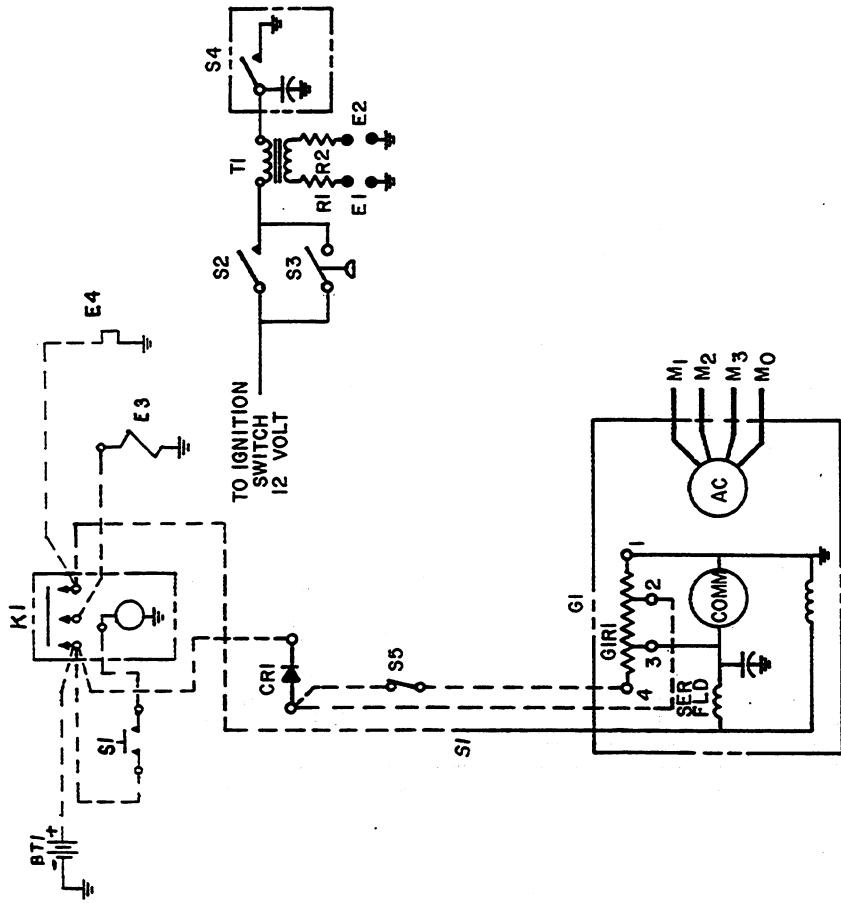 S4
T1
R2
E2
R1
E1
S2
S3
E4
TO IGNITION
SWITCH
12 VOLT
E3
K1
M1
M2
M3
M0
AC
1
G1
2
COMM
G1R1
3
S5
CR1
4
SER
FLD
S1
S1
BT1
+
-